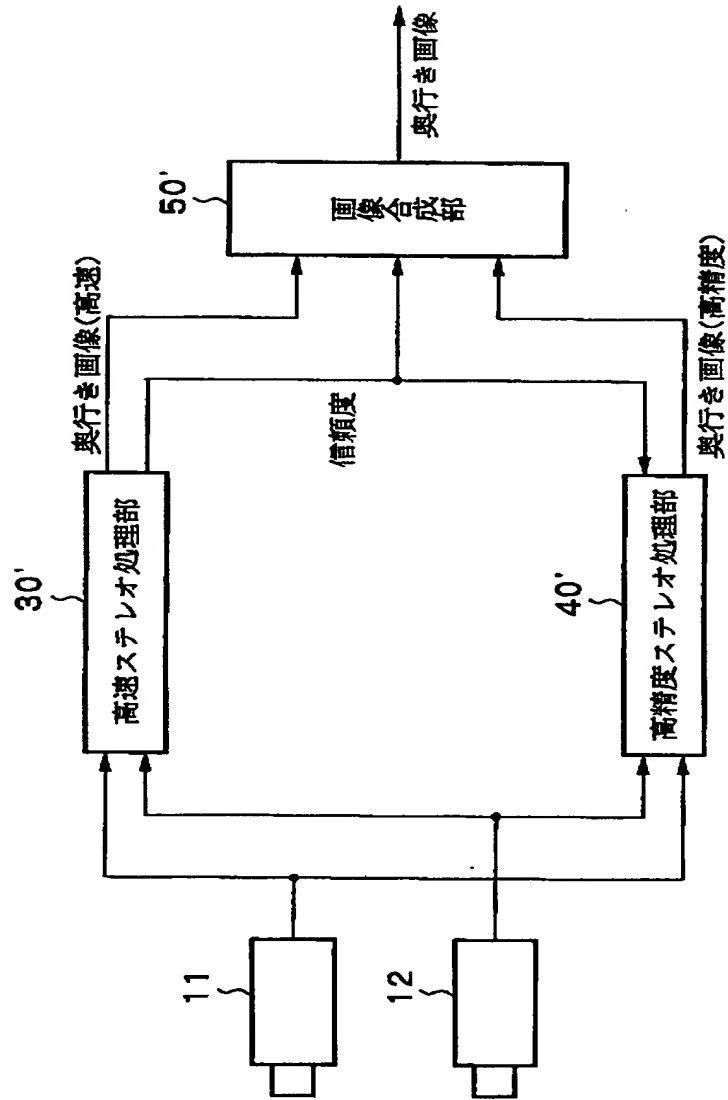 30'
高速ステレオ処理部
奥行き画像(高速)
50'
画像合成部
奥行き画像
11
12
信頼度
40'
高精度ステレオ処理部
奥行き画像(高精度)